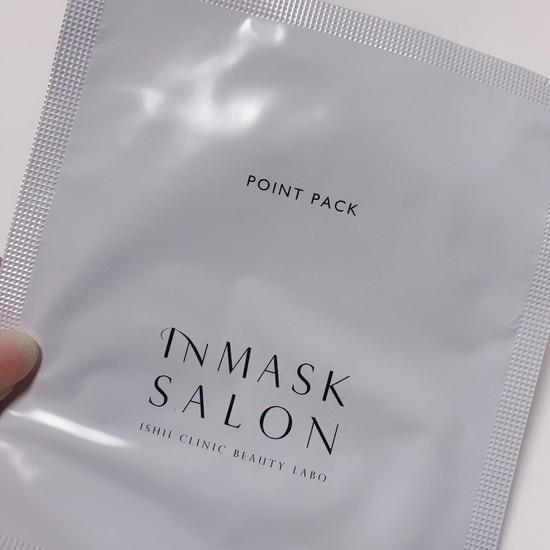 POINT PACK
INMASK
SALON
ISHII CLINIC BEAUTY LABO